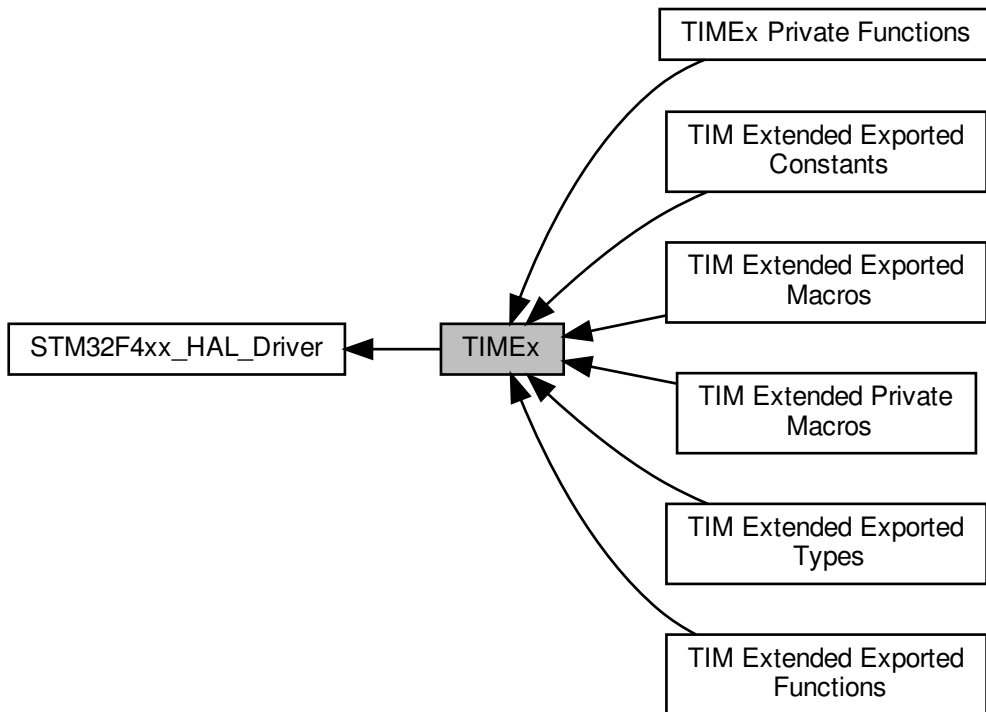 TIMEx Private Functions
TIM Extended Exported
Constants
TIM Extended Exported
Macros
STM32F4xx_HAL_Driver
TIMEx
TIM Extended Private
Macros
TIM Extended Exported
Types
TIM Extended Exported
Functions